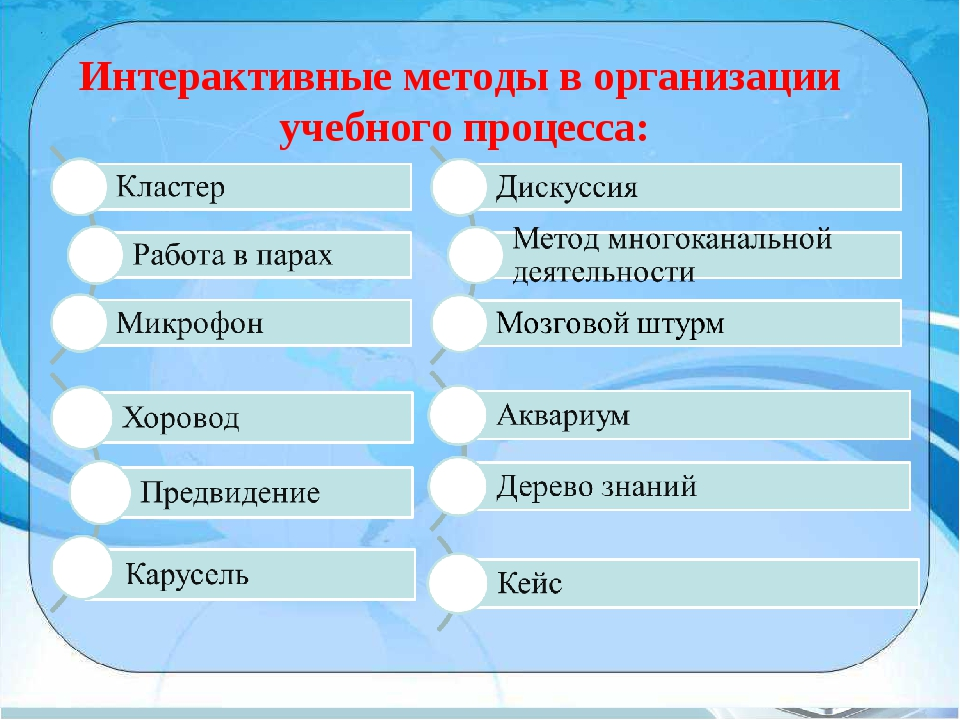 Интерактивные методы в организации
учебного процесса:
Кластер
Работа в парах
Микрофон
Хоровод
Предвидение
Карусель
Дискуссия
Метод многоканальной
деятельности
Мозговой штурм
Аквариум
Дерево знаний
Кейс